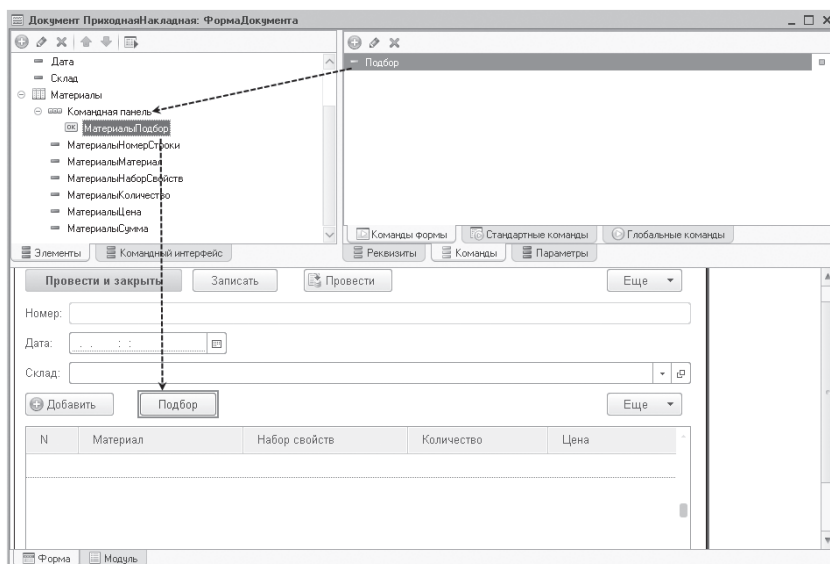 Документ ПриходнаяНакладная: ФормаДокумента
Дата
Склад
Материалы
Командная панель
OK МатериалыПодбор
МатериалыНомерСтроки
МатериалыМатериал
МатериалыНаборСвойств
МатериалыКоличество
МатериалыЦена
МатериалыСумма
Элементы Командный интерфейс
Подбор
Команды формы Стандартные команды Глобальные команды
Реквизиты Команды Параметры
Провести и закрыть Записать Провести Еще
Номер:
Дата: . . : :
Склад:
Добавить Подбор Еще
N Материал Набор свойств Количество Цена
Форма Модуль